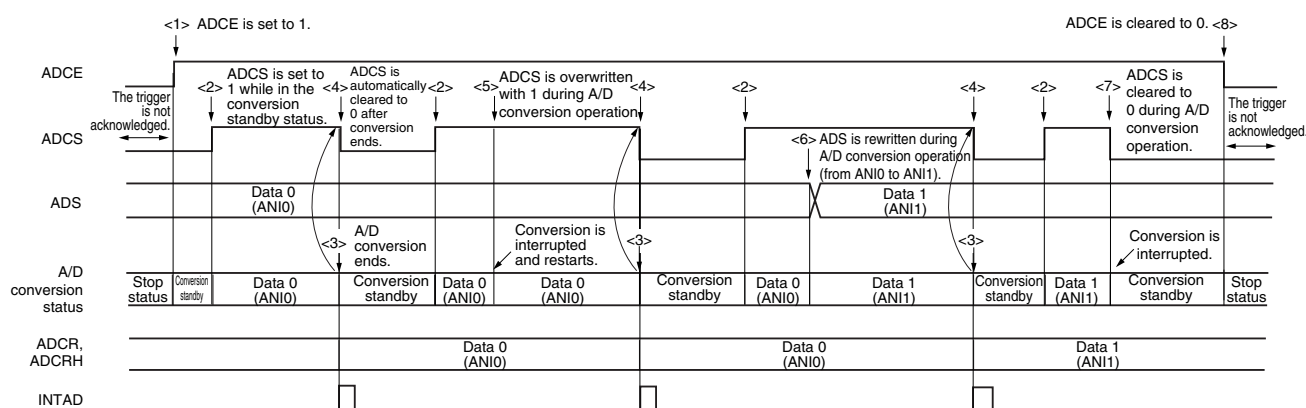 <1> ADCE is set to 1.
ADCE is cleared to 0. <8>
ADCE
The trigger
is not
acknowledged.
<2>
ADCS is set to
1 while in the
conversion
standby status.
<4>
ADCS is
automatically
cleared to
0 after
conversion
ends.
<2>
<5>
ADCS is overwritten
with 1 during A/D
conversion operation
<4>
<2>
<4>
<2>
<7>
ADCS is
cleared to
0 during A/D
conversion
operation.
The trigger
is not
acknowledged.
ADCS
<6> ADS is rewritten during
A/D conversion operation
(from ANI0 to ANI1).
ADS
Data 0
(ANI0)
Data 1
(ANI1)
<3>
A/D
conversion
ends.
Conversion is
interrupted
and restarts.
<3>
<3>
Conversion is
interrupted.
A/D
conversion
status
Stop
status
Conversion
standby
Data 0
(ANI0)
Conversion
standby
Data 0
(ANI0)
Data 0
(ANI0)
Conversion
standby
Data 0
(ANI0)
Data 1
(ANI1)
Conversion
standby
Data 1
(ANI1)
Conversion
standby
Stop
status
ADCR,
ADCRH
Data 0
(ANI0)
Data 0
(ANI0)
Data 1
(ANI1)
INTAD